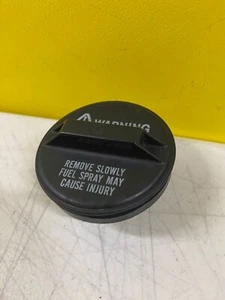 WARNING
REMOVE SLOWLY
FUEL SPRAY MAY
CAUSE INJURY